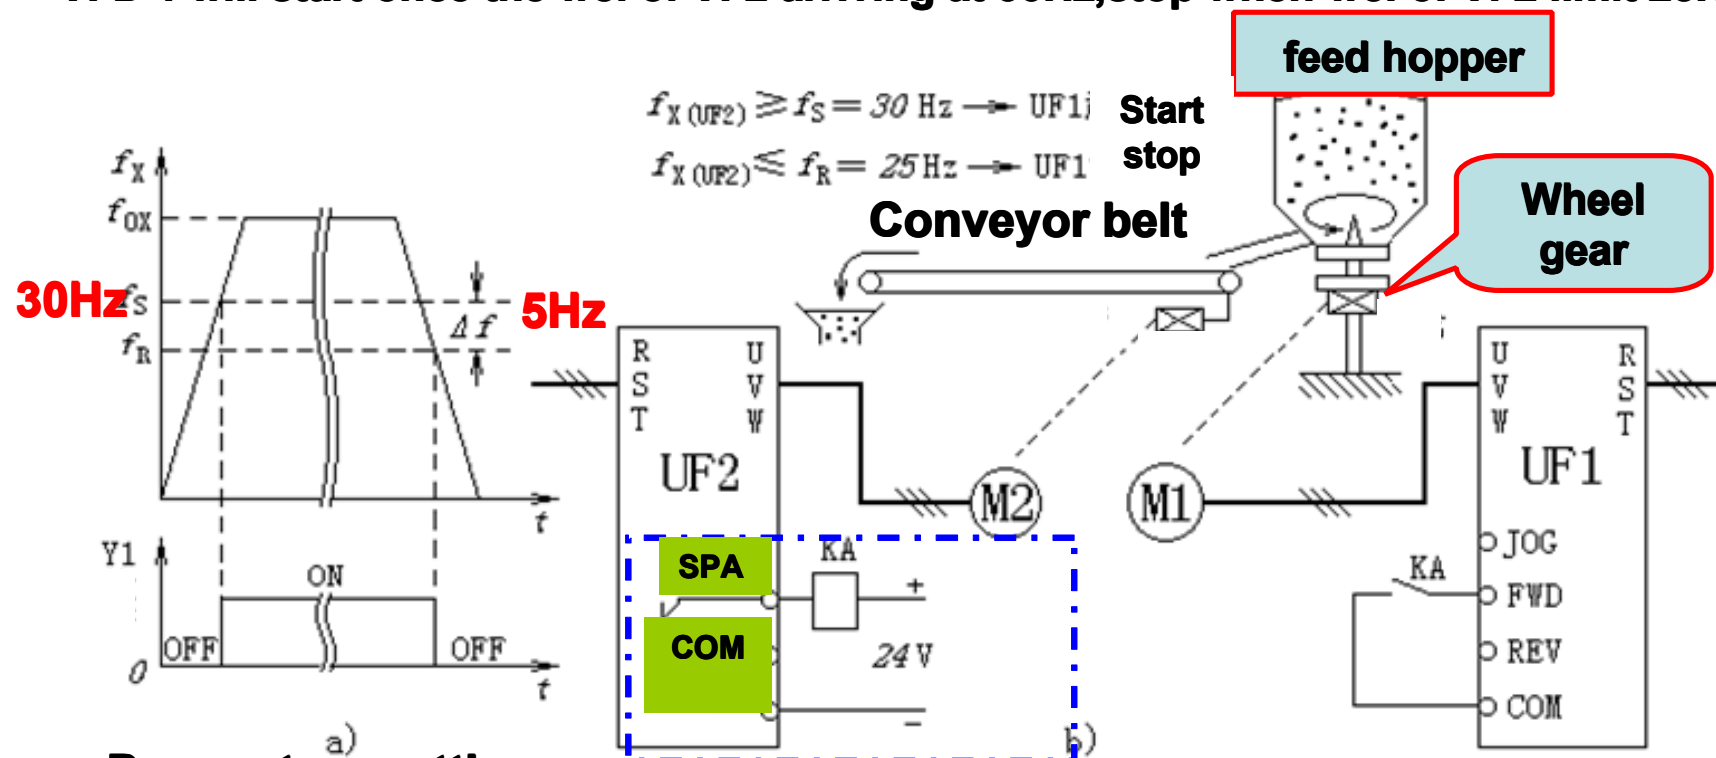 feed hopper
fX(UF2) ≥ fS = 30 Hz → UF1
Start
fX(UF2) ≤ fR = 25Hz → UF1
stop
Wheel
gear
Conveyor belt
fX
fOX
30Hz
fS
5Hz
Δf
fR
t
R
S
T
U
V
W
UF2
M2
M1
U
V
W
R
S
T
UF1
JOG
FWD
REV
COM
KA
KA
SPA
COM
+
24V
−
Y1
ON
OFF
OFF
0
t
a)
b)